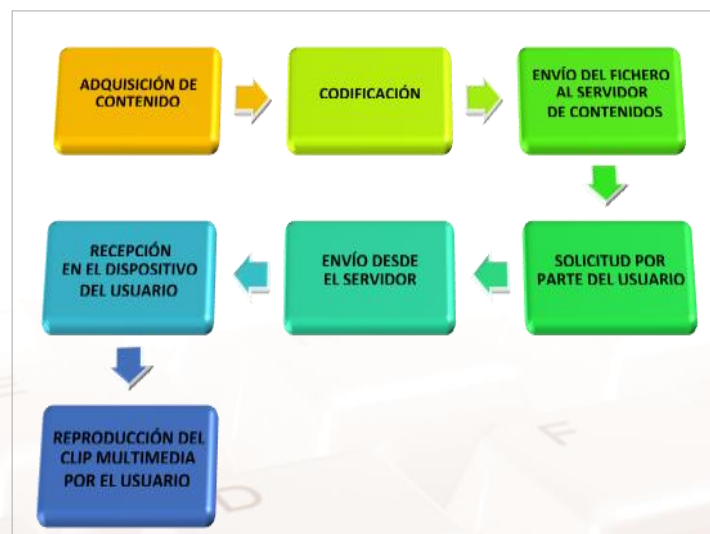 ADQUISICIÓN DE
CONTENIDO
CODIFICACIÓN
ENVÍO DEL FICHERO
AL SERVIDOR
DE CONTENIDOS
SOLICITUD POR
PARTE DEL USUARIO
ENVÍO DESDE
EL SERVIDOR
RECEPCIÓN
EN EL DISPOSITIVO
DEL USUARIO
REPRODUCCIÓN DEL
CLIP MULTIMEDIA
POR EL USUARIO
E
D
F